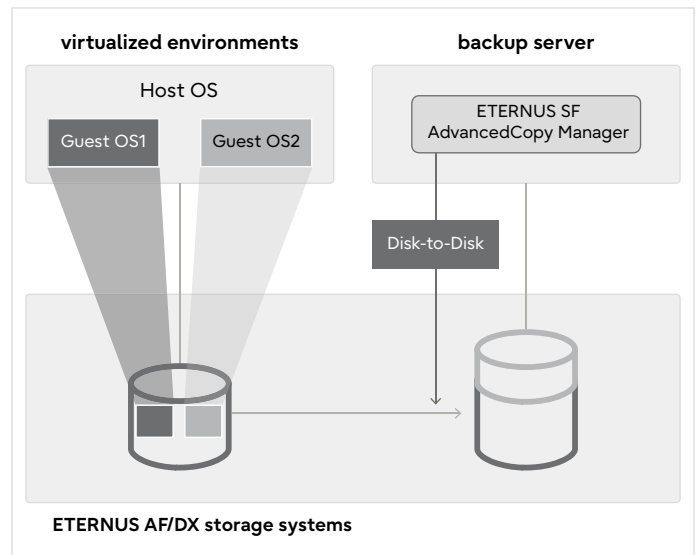 virtualized environments
backup server
Host OS
Guest OS1
Guest OS2
ETERNUS SF
AdvancedCopy Manager
Disk-to-Disk
ETERNUS AF/DX storage systems